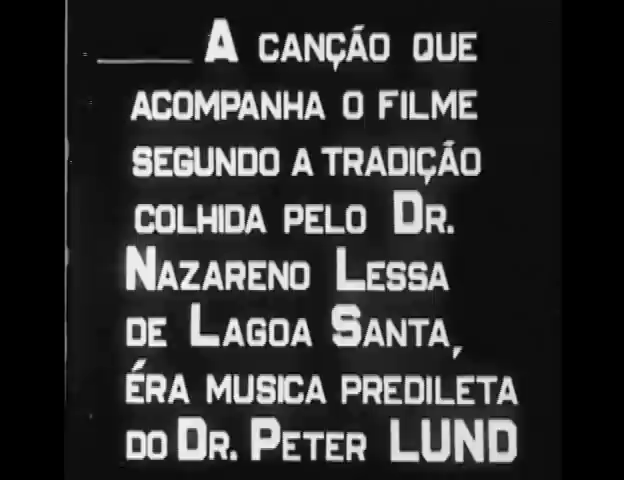 A CANÇÃO QUE
ACOMPANHA O FILME
SEGUNDO A TRADIÇÃO
COLHIDA PELO DR.
NAZARENO LESSA
DE LAGOA SANTA,
ÉRA MUSICA PREDILETA
DO DR. PETER LUND